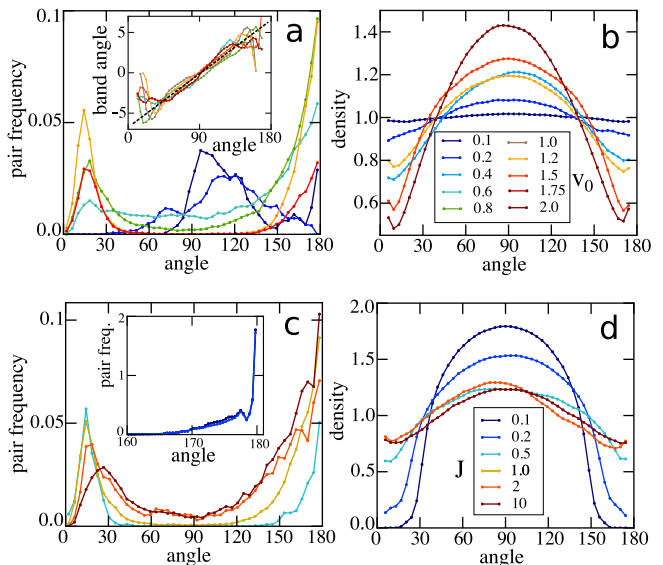 a
pair frequency
0.1
0.05
0.0
0 30 60 90 120 150 180
angle
band angle
5
0
−5
0 90 180
angle
b
density
1.4
1.2
1.0
0.8
0.6
0 30 60 90 120 150 180
angle
0.1 1.0
0.2 1.2
0.4 1.5
0.6 1.75
0.8 2.0
v0
c
pair frequency
0.1
0.05
0.0
0 30 60 90 120 150 180
angle
pair freq.
2
1
0
160 170 180
angle
d
density
2.0
1.5
1.0
0.5
0.0
0 30 60 90 120 150 180
angle
J
0.1
0.2
0.5
1.0
2
10